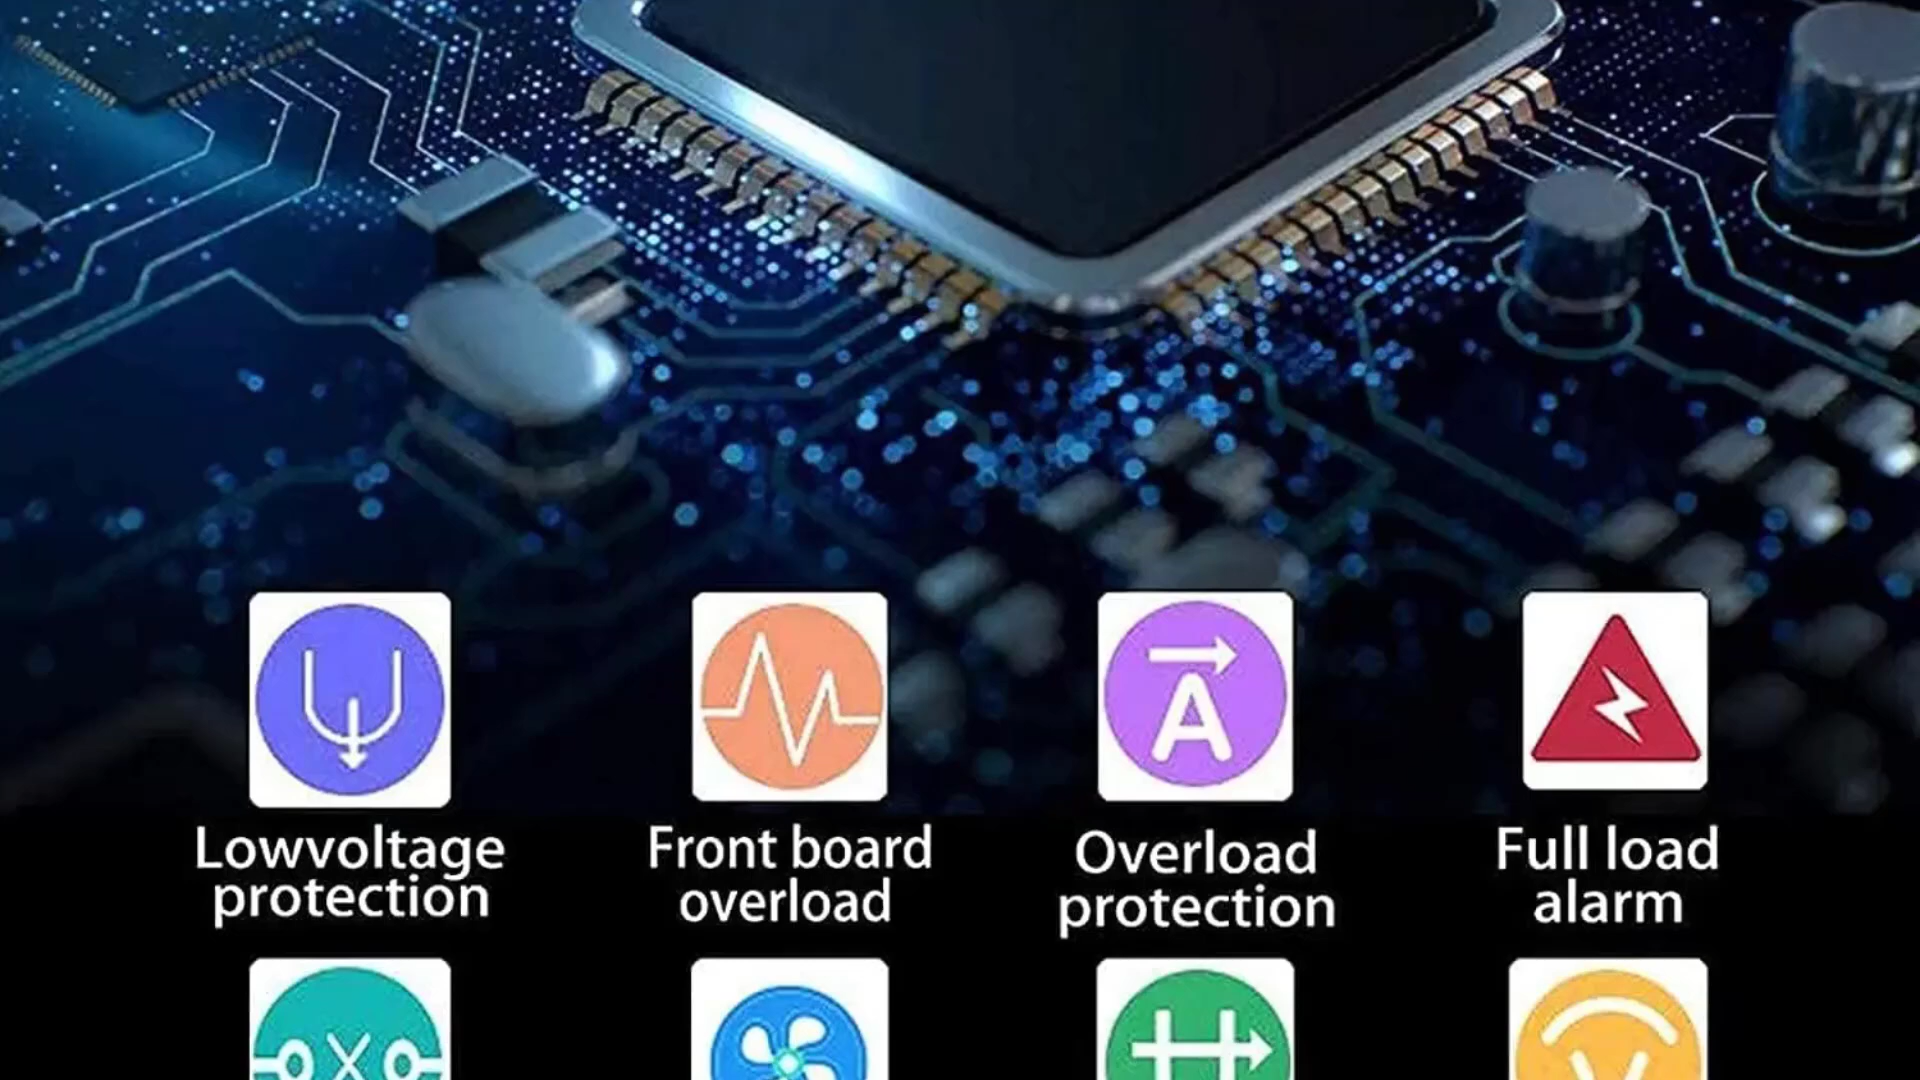 A
Lowvoltage
protection
Front board
overload
Overload
protection
Full load
alarm